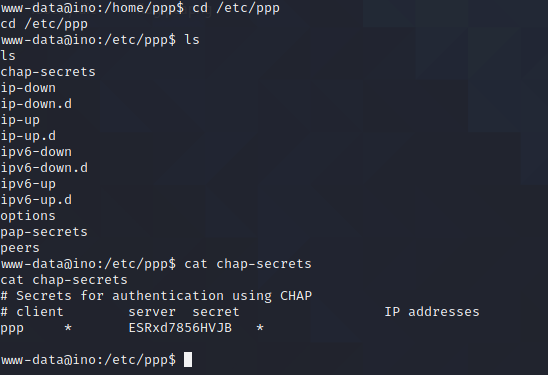 www-data@ino:/home/ppp$ cd /etc/ppp
cd /etc/ppp
www-data@ino:/etc/ppp$ ls
ls
chap-secrets
ip-down
ip-down.d
ip-up
ip-up.d
ipv6-down
ipv6-down.d
ipv6-up
ipv6-up.d
options
pap-secrets
peers
www-data@ino:/etc/ppp$ cat chap-secrets
cat chap-secrets
# Secrets for authentication using CHAP
# client        server  secret                  IP addresses
ppp     *       ESRxd7856HVJB   *
www-data@ino:/etc/ppp$